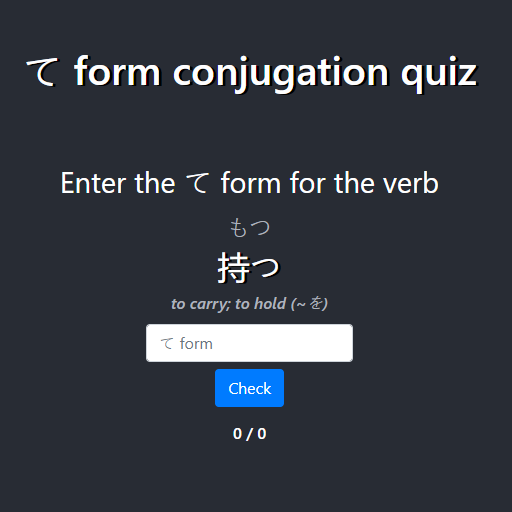 て form conjugation quiz
Enter the て form for the verb
もつ
持つ
to carry; to hold (~を)
て form
Check
0 / 0